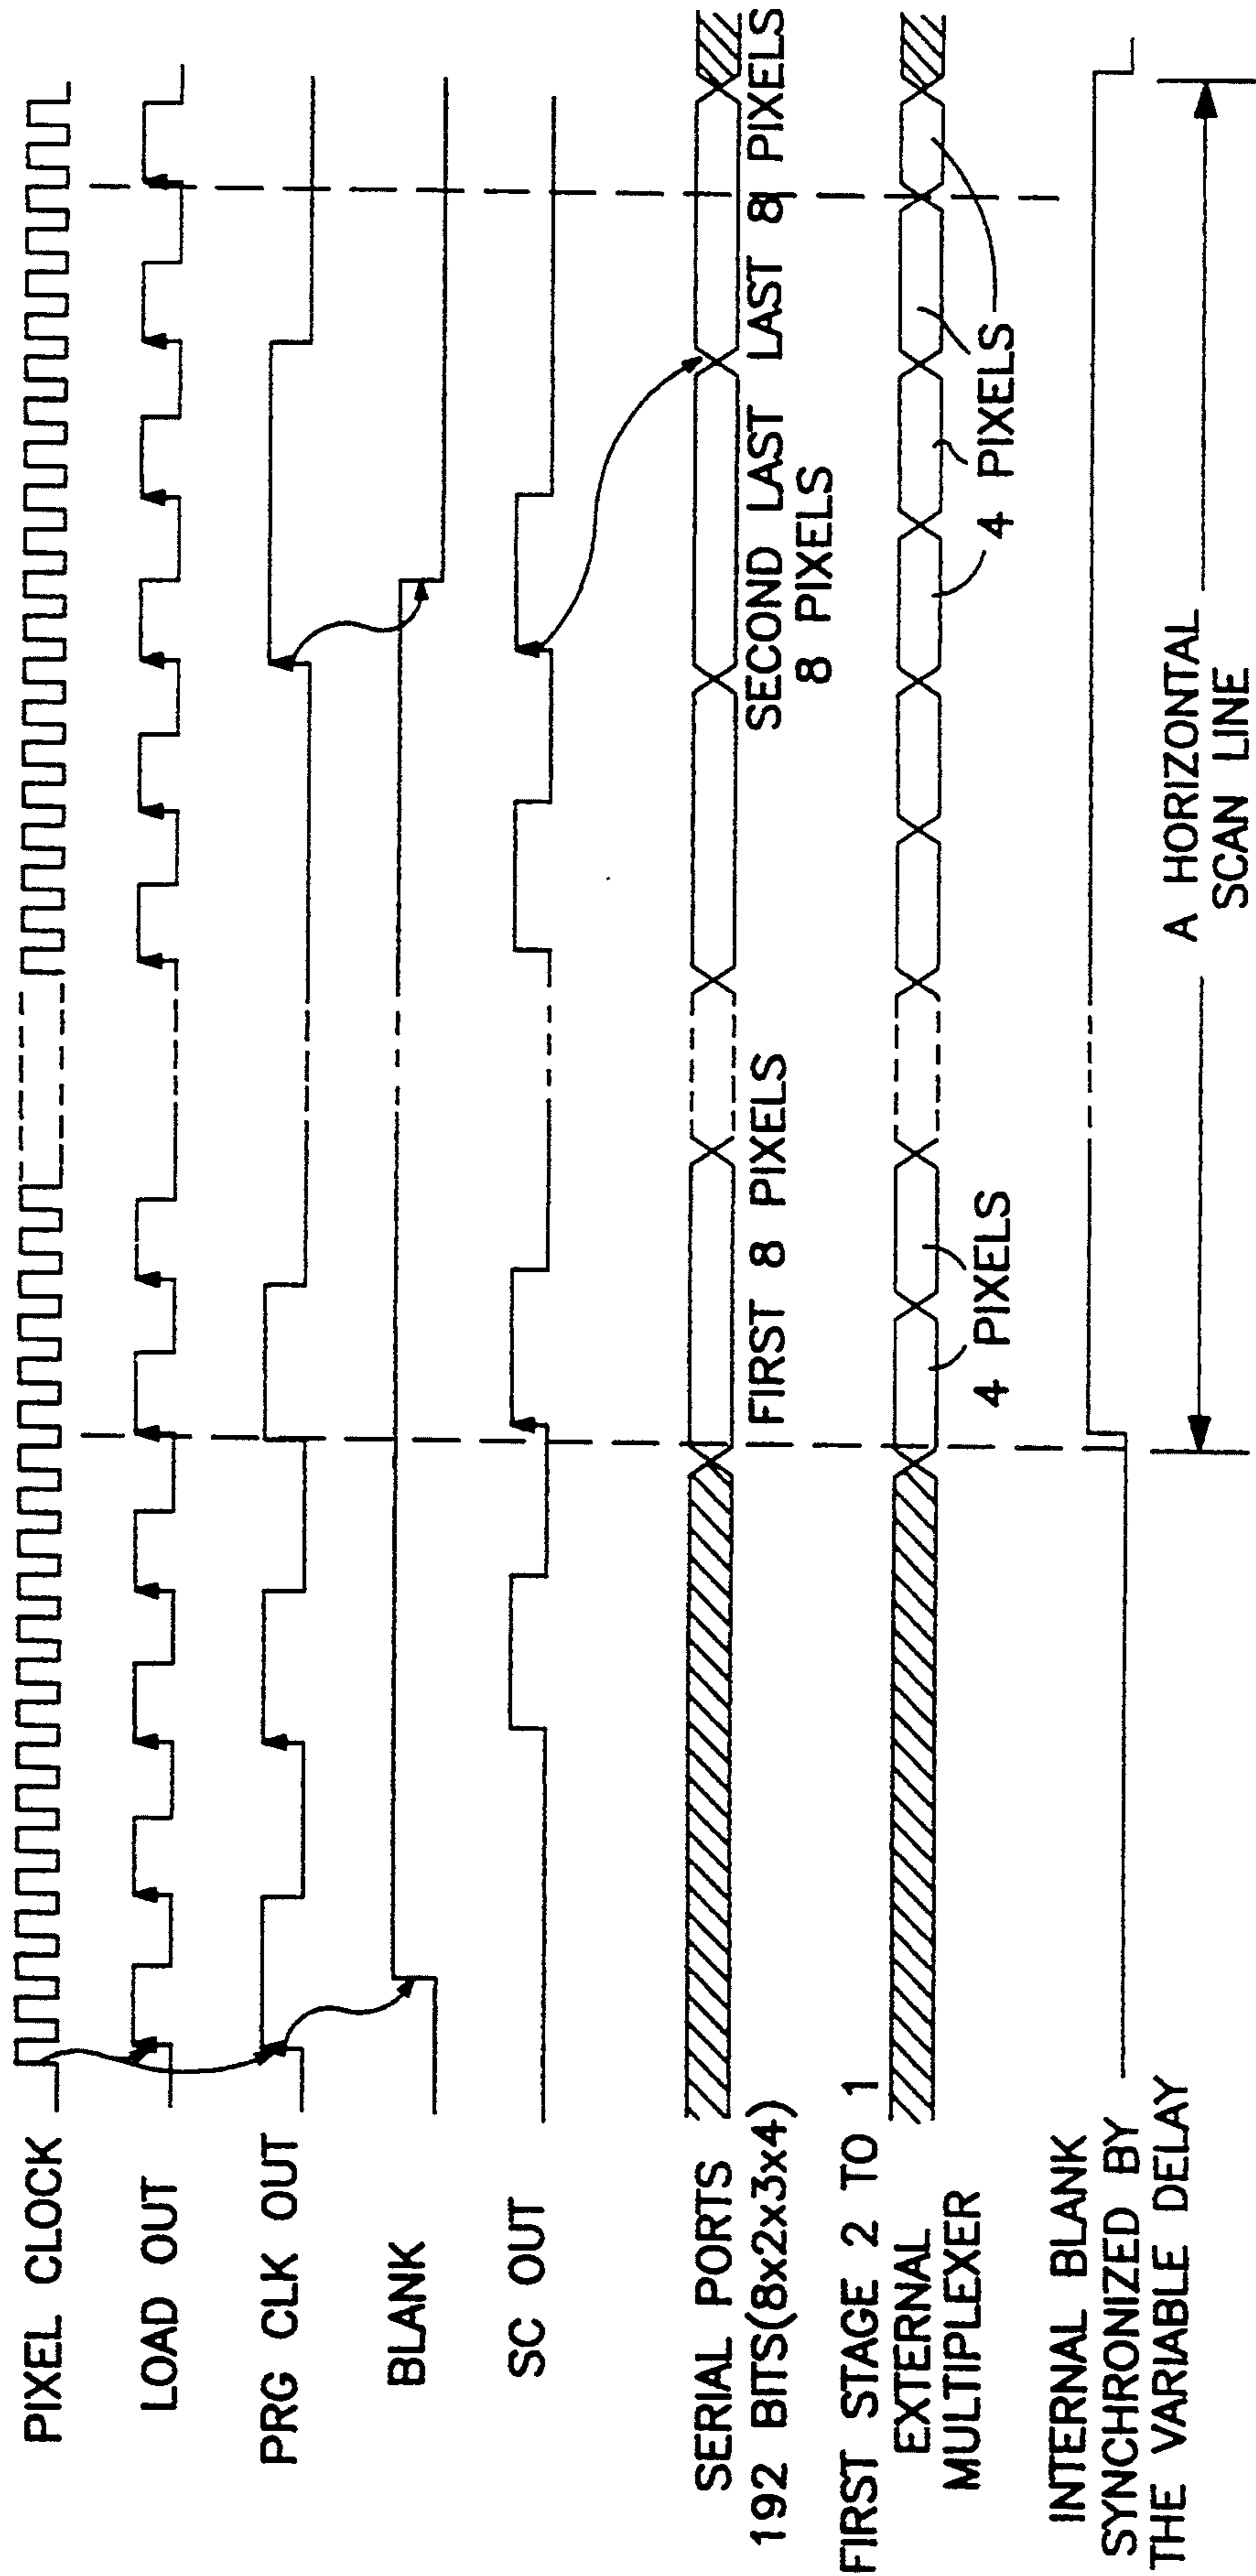 PIXEL CLOCK
LOAD OUT
PRG CLK OUT
BLANK
SC OUT
SERIAL PORTS
192 BITS(8x2x3x4)
FIRST 8 PIXELS
SECOND LAST
8 PIXELS
LAST 8 PIXELS
FIRST STAGE 2 TO 1
EXTERNAL
MULTIPLEXER
4 PIXELS
4 PIXELS
INTERNAL BLANK
SYNCHRONIZED BY
THE VARIABLE DELAY
A HORIZONTAL
SCAN LINE